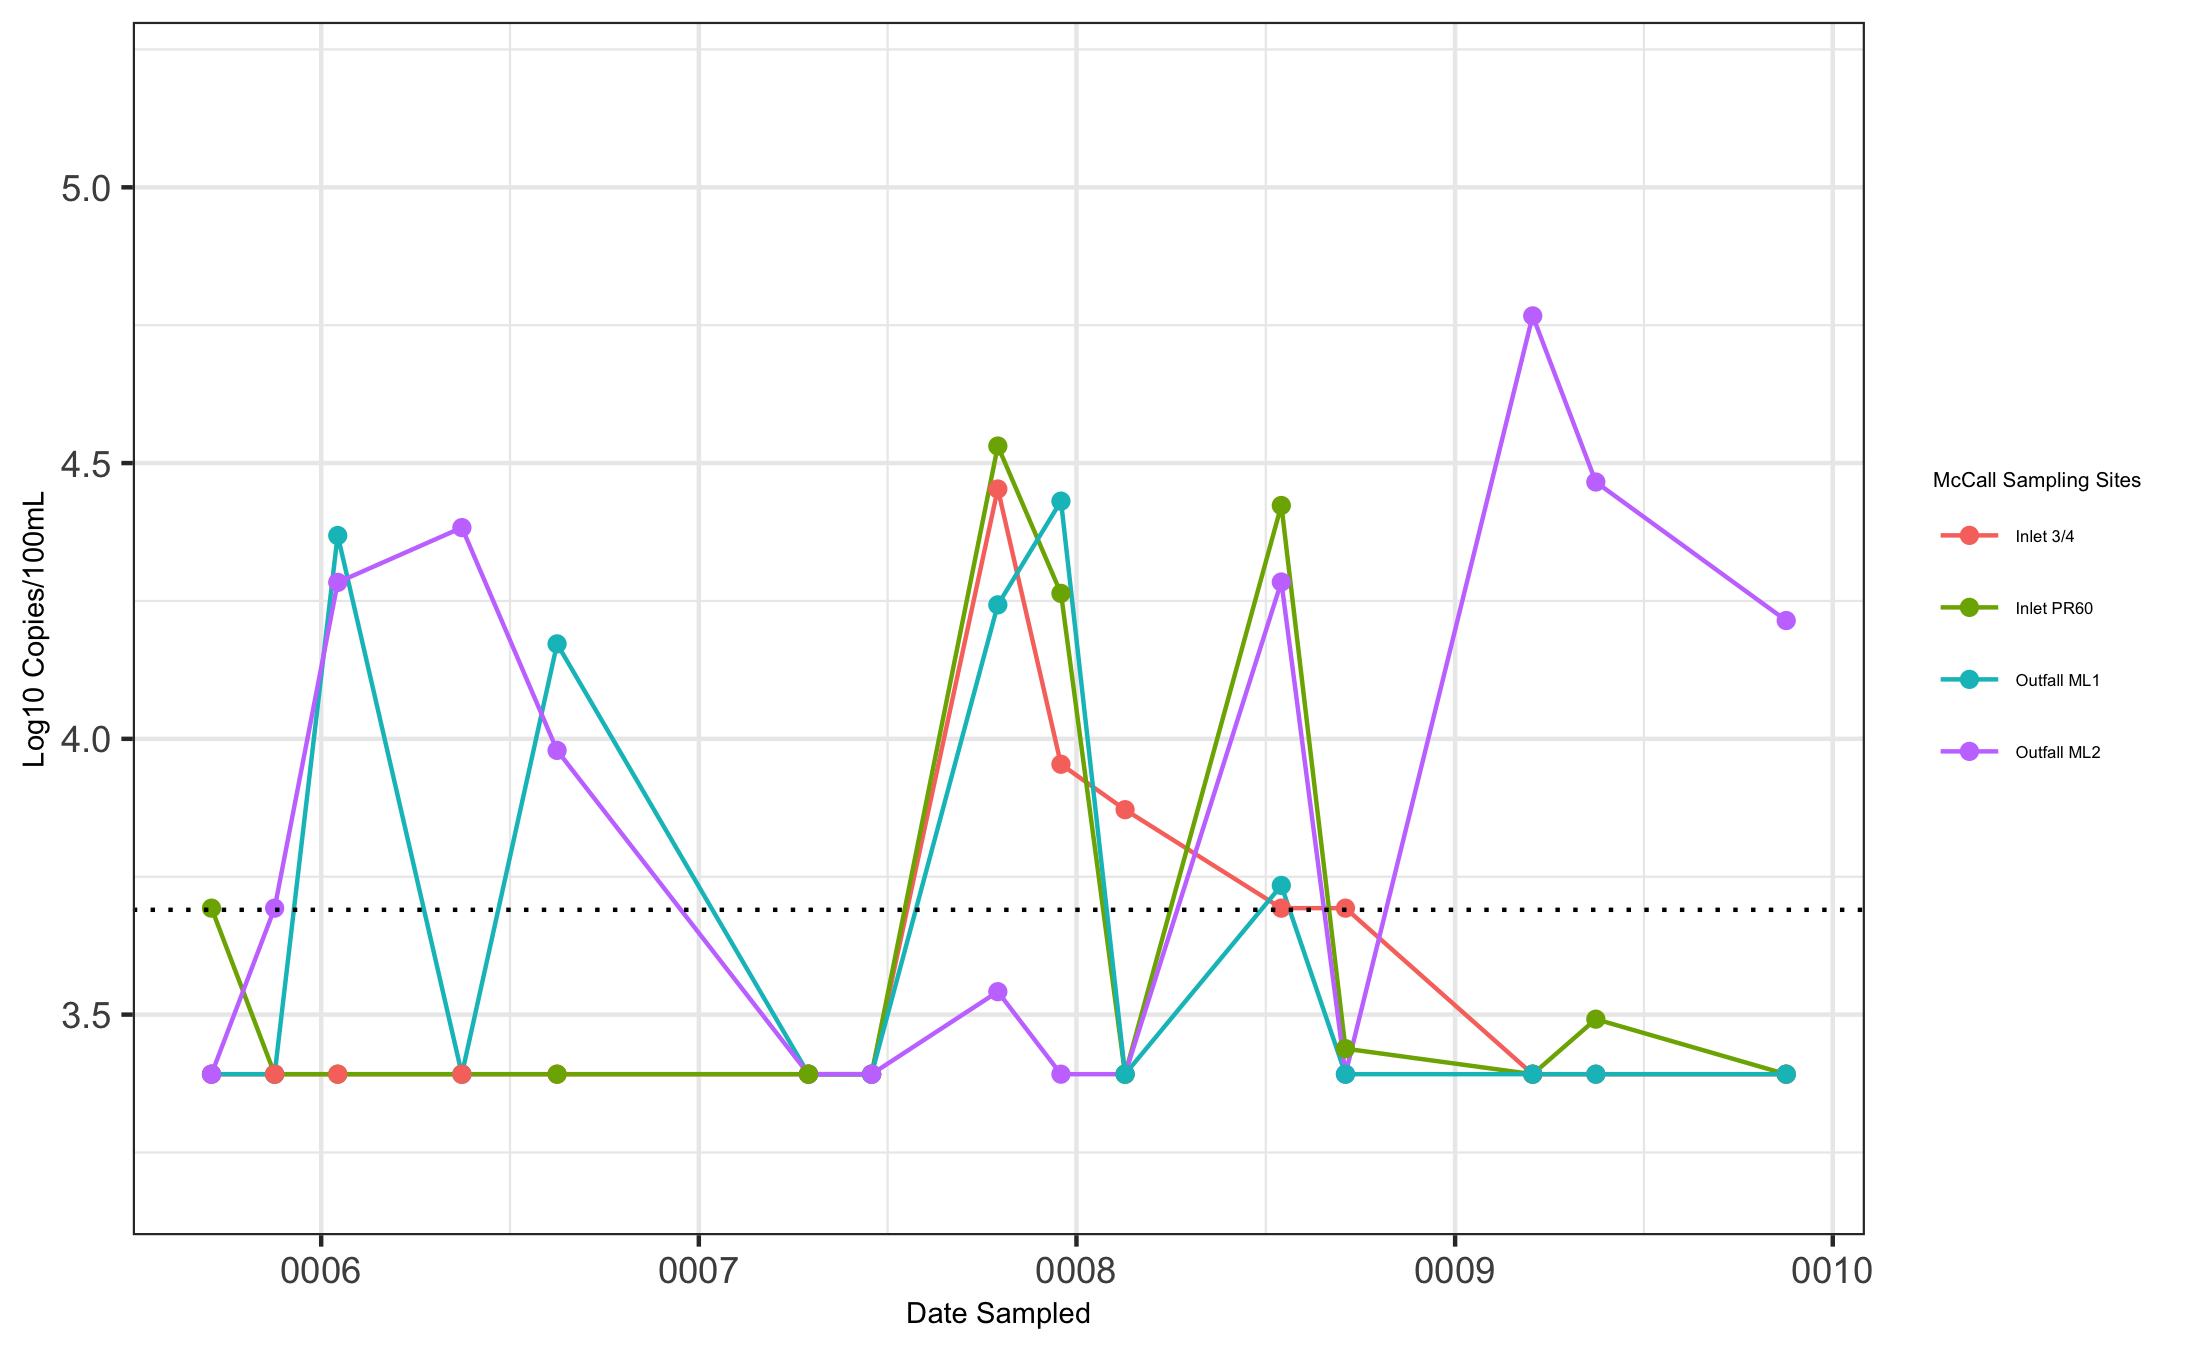 Log10 Copies/100mL
5.0
4.5
4.0
3.5
0006 0007 0008 0009 0010
Date Sampled
McCall Sampling Sites
Inlet 3/4
Inlet PR60
Outfall ML1
Outfall ML2